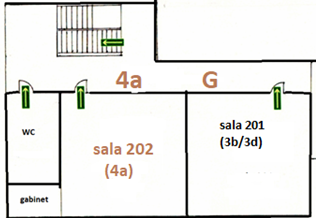 4a G
WC
sala 202
(4a)
sala 201
(3b/3d)
gabinet